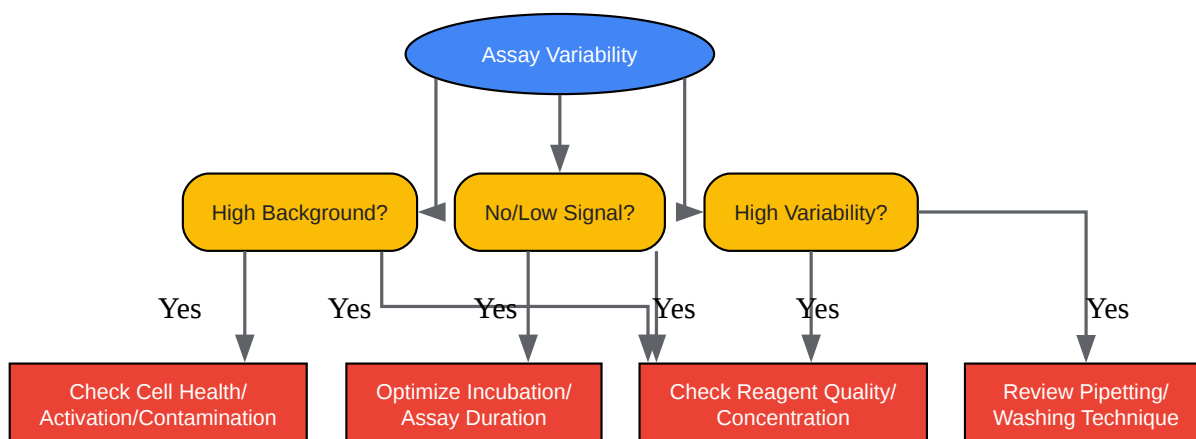 Assay Variability
High Background?
No/Low Signal?
High Variability?
Yes
Yes
Yes
Yes
Yes
Yes
Check Cell Health/
Activation/Contamination
Optimize Incubation/
Assay Duration
Check Reagent Quality/
Concentration
Review Pipetting/
Washing Technique